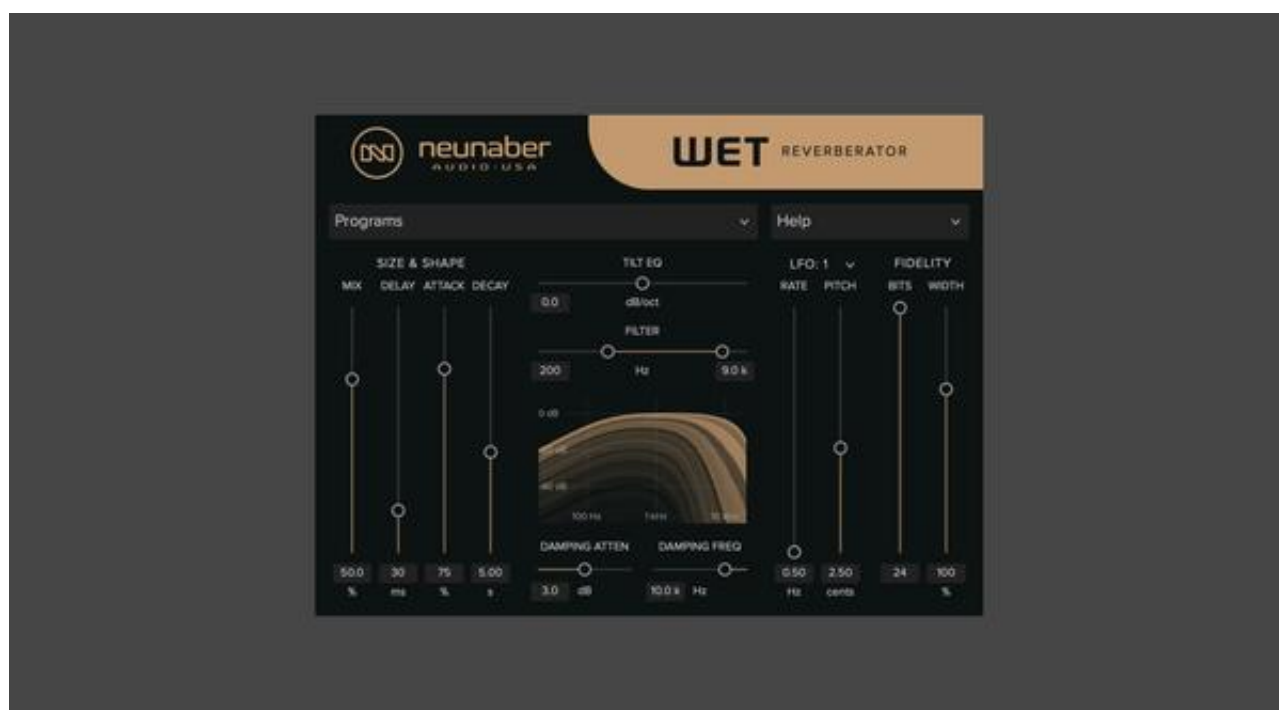 neunaber
AUDIO·USA
WET REVERBERATOR
Programs
Help
SIZE & SHAPE
MIX DELAY ATTACK DECAY
50.0 30 75 5.00
% ms % s
TILT EQ
0.0 dB/oct
FILTER
200 Hz 9.0 k
0 dB
100 Hz
DAMPING ATTEN DAMPING FREQ
3.0 dB 10.0 k Hz
LFO: 1 FIDELITY
RATE PITCH BITS WIDTH
0.50 2.50 24 100
Hz cents %